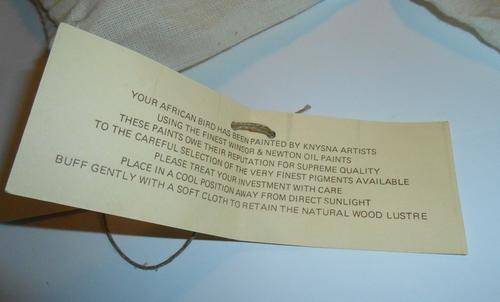 YOUR AFRICAN BIRD HAS BEEN PAINTED BY KNYSNA ARTISTS
USING THE FINEST WINSOR & NEWTON OIL PAINTS
THESE PAINTS OWE THEIR REPUTATION FOR SUPREME QUALITY
TO THE CAREFUL SELECTION OF THE VERY FINEST PIGMENTS AVAILABLE
PLEASE TREAT YOUR INVESTMENT WITH CARE
PLACE IN A COOL POSITION AWAY FROM DIRECT SUNLIGHT
BUFF GENTLY WITH A SOFT CLOTH TO RETAIN THE NATURAL WOOD LUSTRE